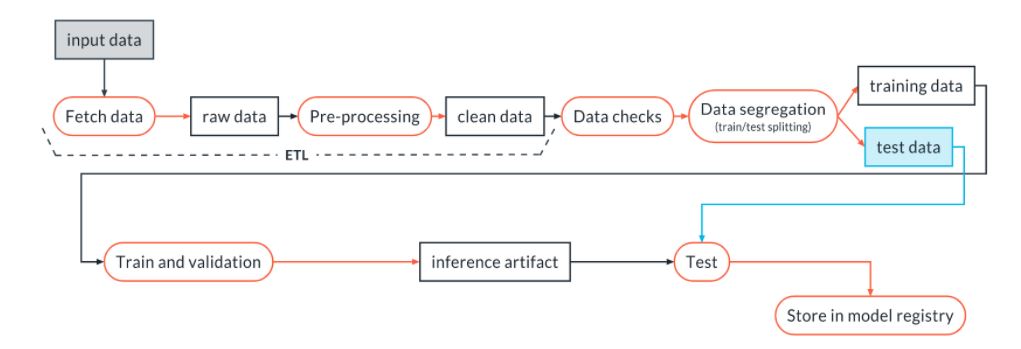 input data
Fetch data
raw data
Pre-processing
clean data
Data checks
Data segregation
(train/test splitting)
training data
test data
ETL
Train and validation
inference artifact
Test
Store in model registry